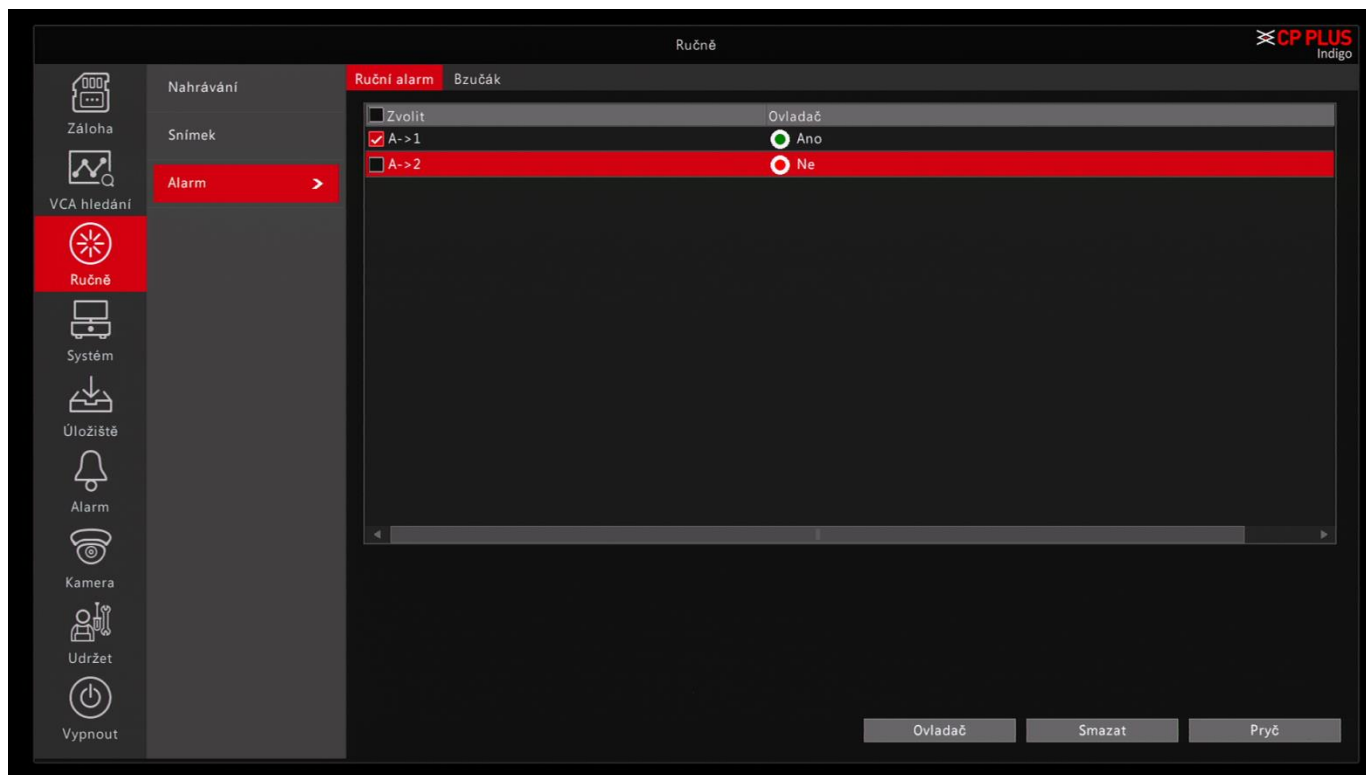 Ručně
CP PLUS
Indigo
Záloha
VCA hledání
Ručně
Systém
Úložiště
Alarm
Kamera
Udržet
Vypnout
Nahrávání
Snímek
Alarm >
Ruční alarm Bzučák
Zvolit Ovladač
A->1 Ano
A->2 Ne
Ovladač Smazat Pryč